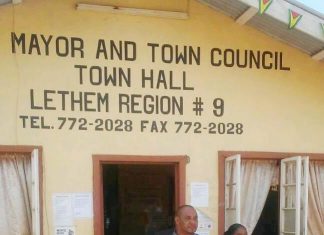 MAYOR AND TOWN COUNCIL
TOWN HALL
LETHEM REGION # 9
TEL. 772-2028 FAX 772-2028